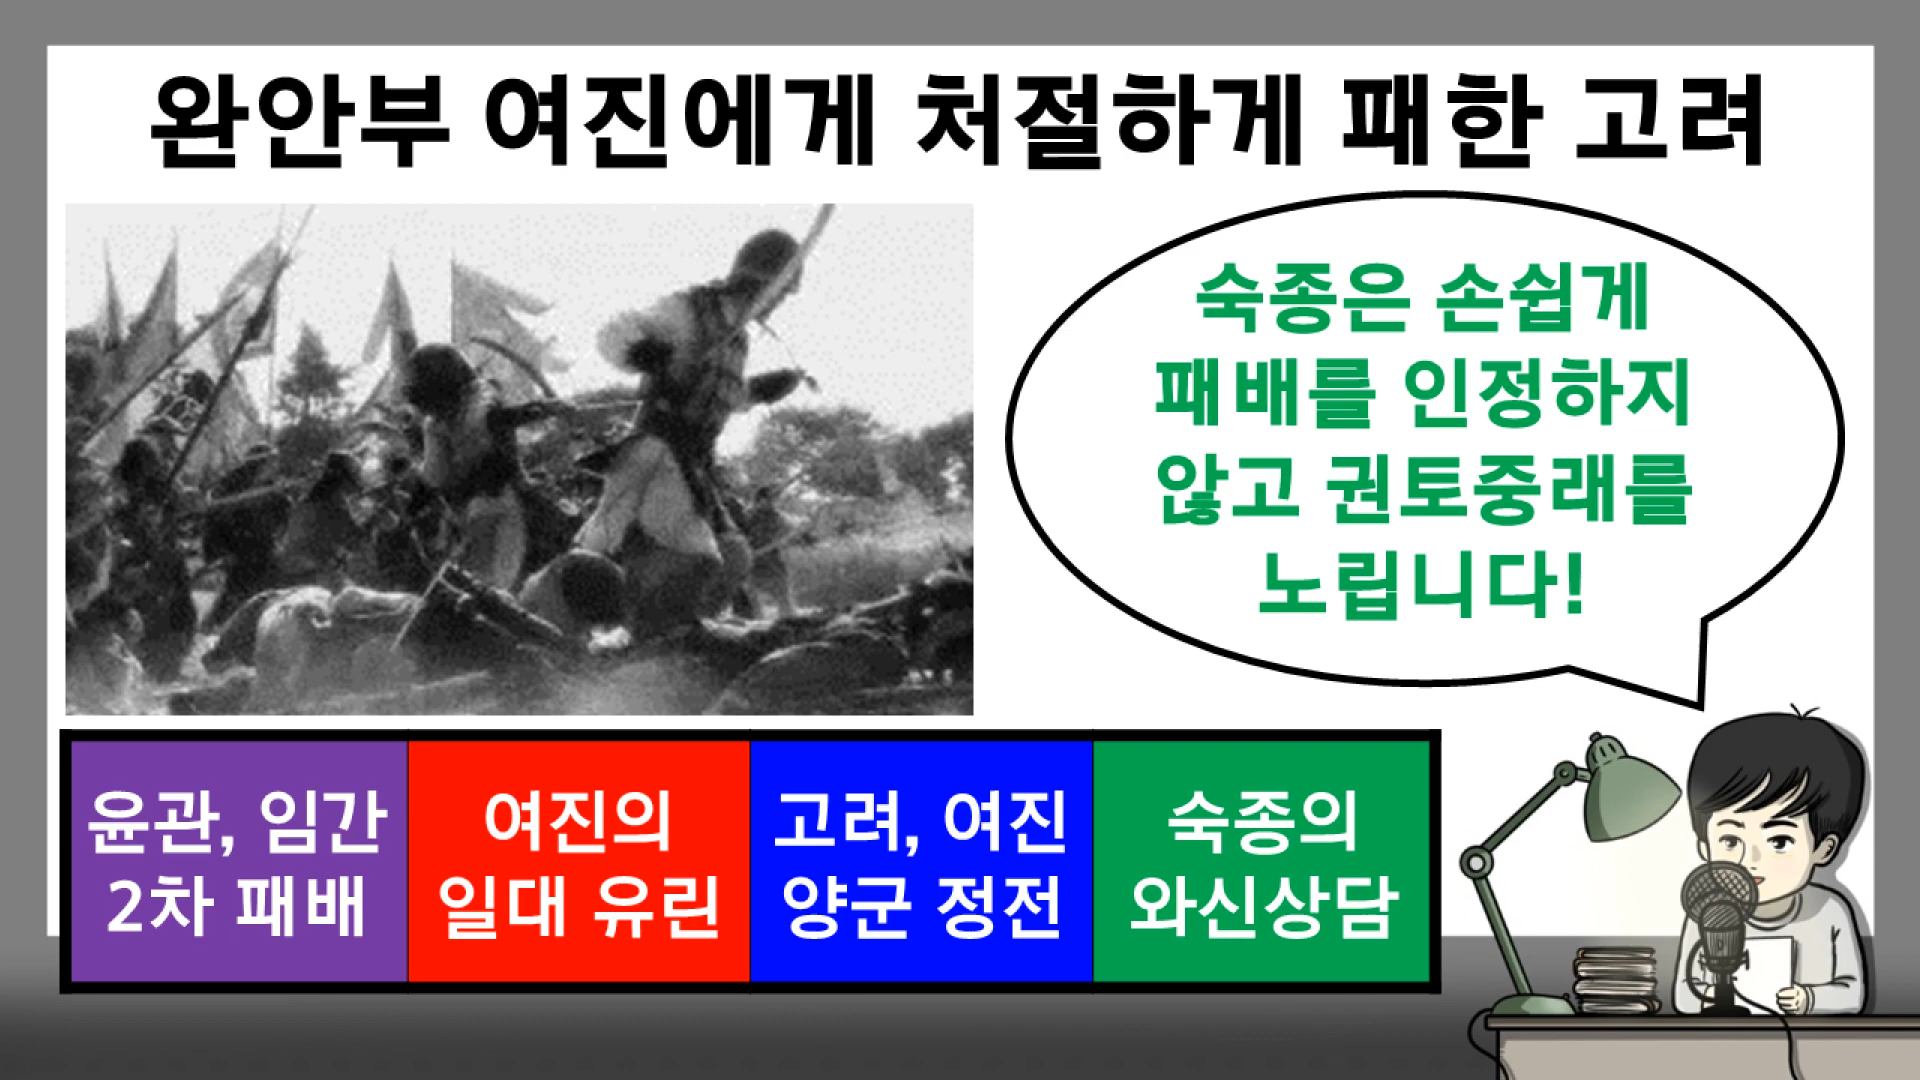 완안부 여진에게 처절하게 패한 고려
숙종은 손쉽게
패배를 인정하지
않고 권토중래를
노립니다!
윤관, 임간
2차 패배
여진의
일대 유린
고려, 여진
양군 정전
숙종의
와신상담